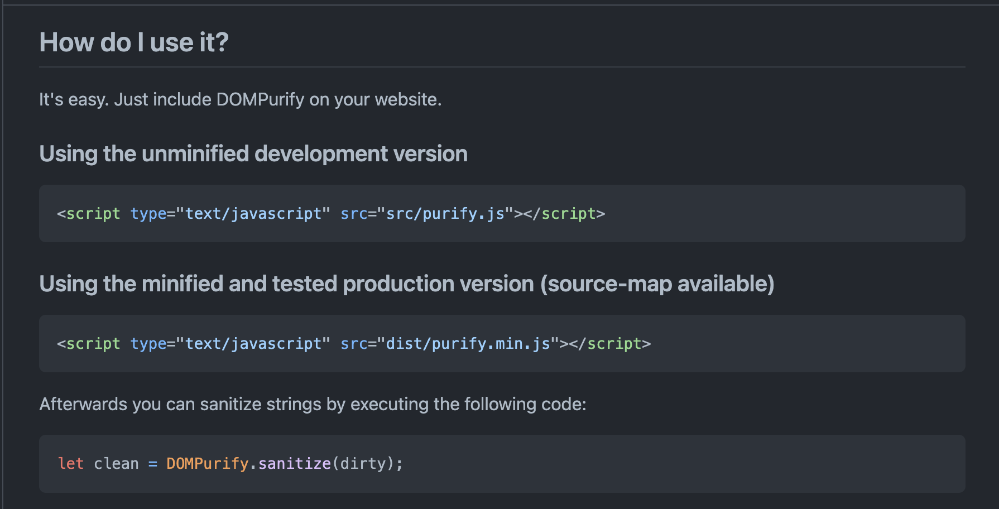 How do I use it?
It's easy. Just include DOMPurify on your website.
Using the unminified development version
<script type="text/javascript" src="src/purify.js"></script>
Using the minified and tested production version (source-map available)
<script type="text/javascript" src="dist/purify.min.js"></script>
Afterwards you can sanitize strings by executing the following code:
let clean = DOMPurify.sanitize(dirty);